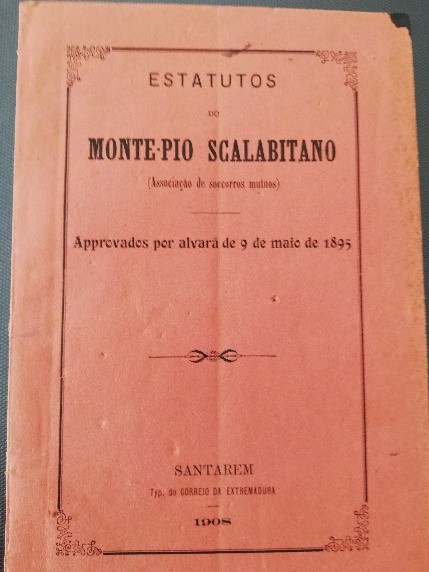 ESTATUTOS
DO
MONTE-PIO SCALABITANO
(Associação de soccorros mutuos)
Approvados por alvará de 9 de maio de 1895
SANTAREM
Typ. do CORREIO DA EXTREMADURA
1908